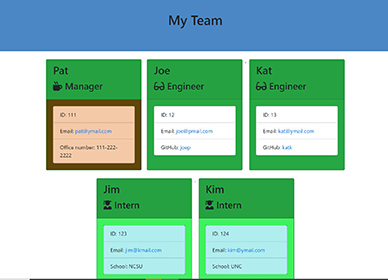 My Team
Pat
Manager
ID: 111
Email: pat@ymail.com
Office number: 111-222-
2222
Joe
Engineer
ID: 12
Email: joe@ymail.com
GitHub: joep
Kat
Engineer
ID: 13
Email: kat@ymail.com
GitHub: katk
Jim
Intern
ID: 123
Email: jim@kmail.com
School: NCSU
Kim
Intern
ID: 124
Email: kim@ymail.com
School: UNC